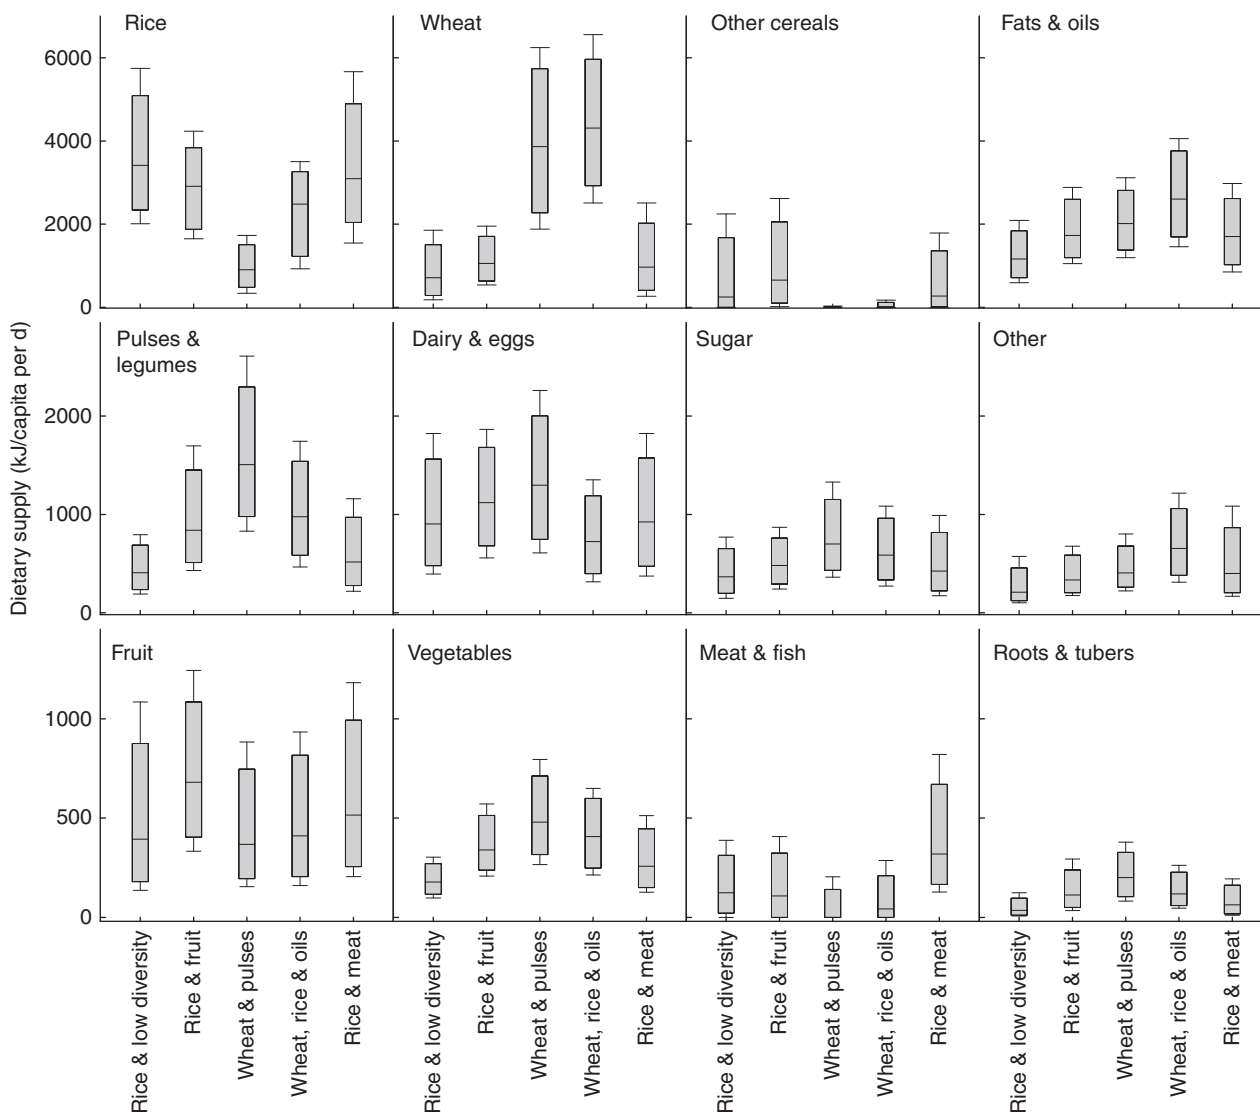 Rice
Wheat
Other cereals
Fats & oils
6000
4000
2000
0
Dietary supply (kJ/capita per d)
Pulses &
legumes
Dairy & eggs
Sugar
Other
2000
1000
0
Fruit
Vegetables
Meat & fish
Roots & tubers
1000
500
0
Rice & low diversity
Rice & fruit
Wheat & pulses
Wheat, rice & oils
Rice & meat
Rice & low diversity
Rice & fruit
Wheat & pulses
Wheat, rice & oils
Rice & meat
Rice & low diversity
Rice & fruit
Wheat & pulses
Wheat, rice & oils
Rice & meat
Rice & low diversity
Rice & fruit
Wheat & pulses
Wheat, rice & oils
Rice & meat